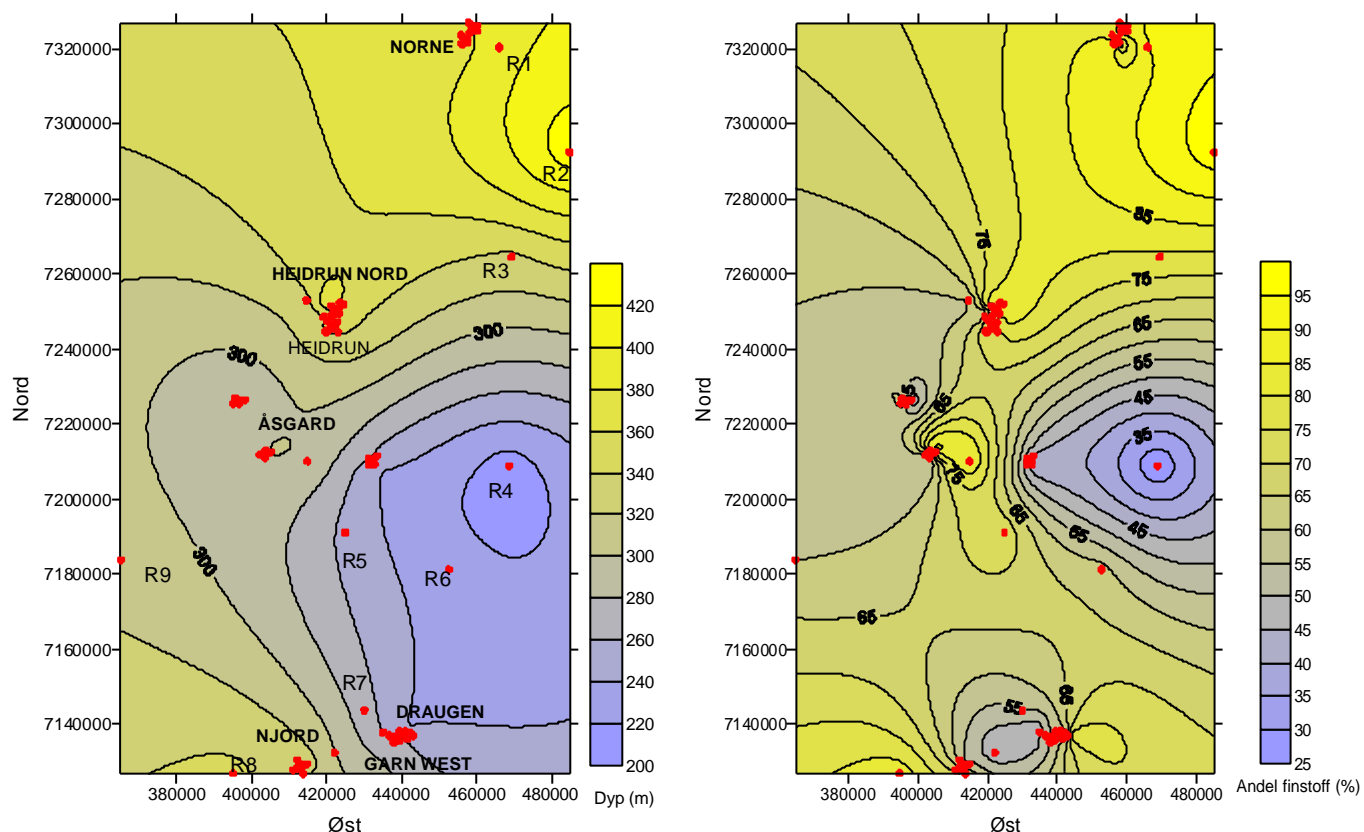 NORNE
R1
R2
HEIDRUN NORD
R3
HEIDRUN
300
300
ÅSGARD
R4
R5
R6
300
R9
R7
DRAUGEN
NJORD
R8
GARN WEST
7320000
7300000
7280000
7260000
7240000
7220000
7200000
7180000
7160000
7140000
Nord
380000 400000 420000 440000 460000 480000
Øst
420
400
380
360
340
320
300
280
260
240
220
200
Dyp (m)
7320000
7300000
7280000
7260000
7240000
7220000
7200000
7180000
7160000
7140000
Nord
85
75
75
65
55
45
35
65
75
65
45
65
65
55
65
380000 400000 420000 440000 460000 480000
Øst
95
90
85
80
75
70
65
60
55
50
45
40
35
30
25
Andel finstoff (%)